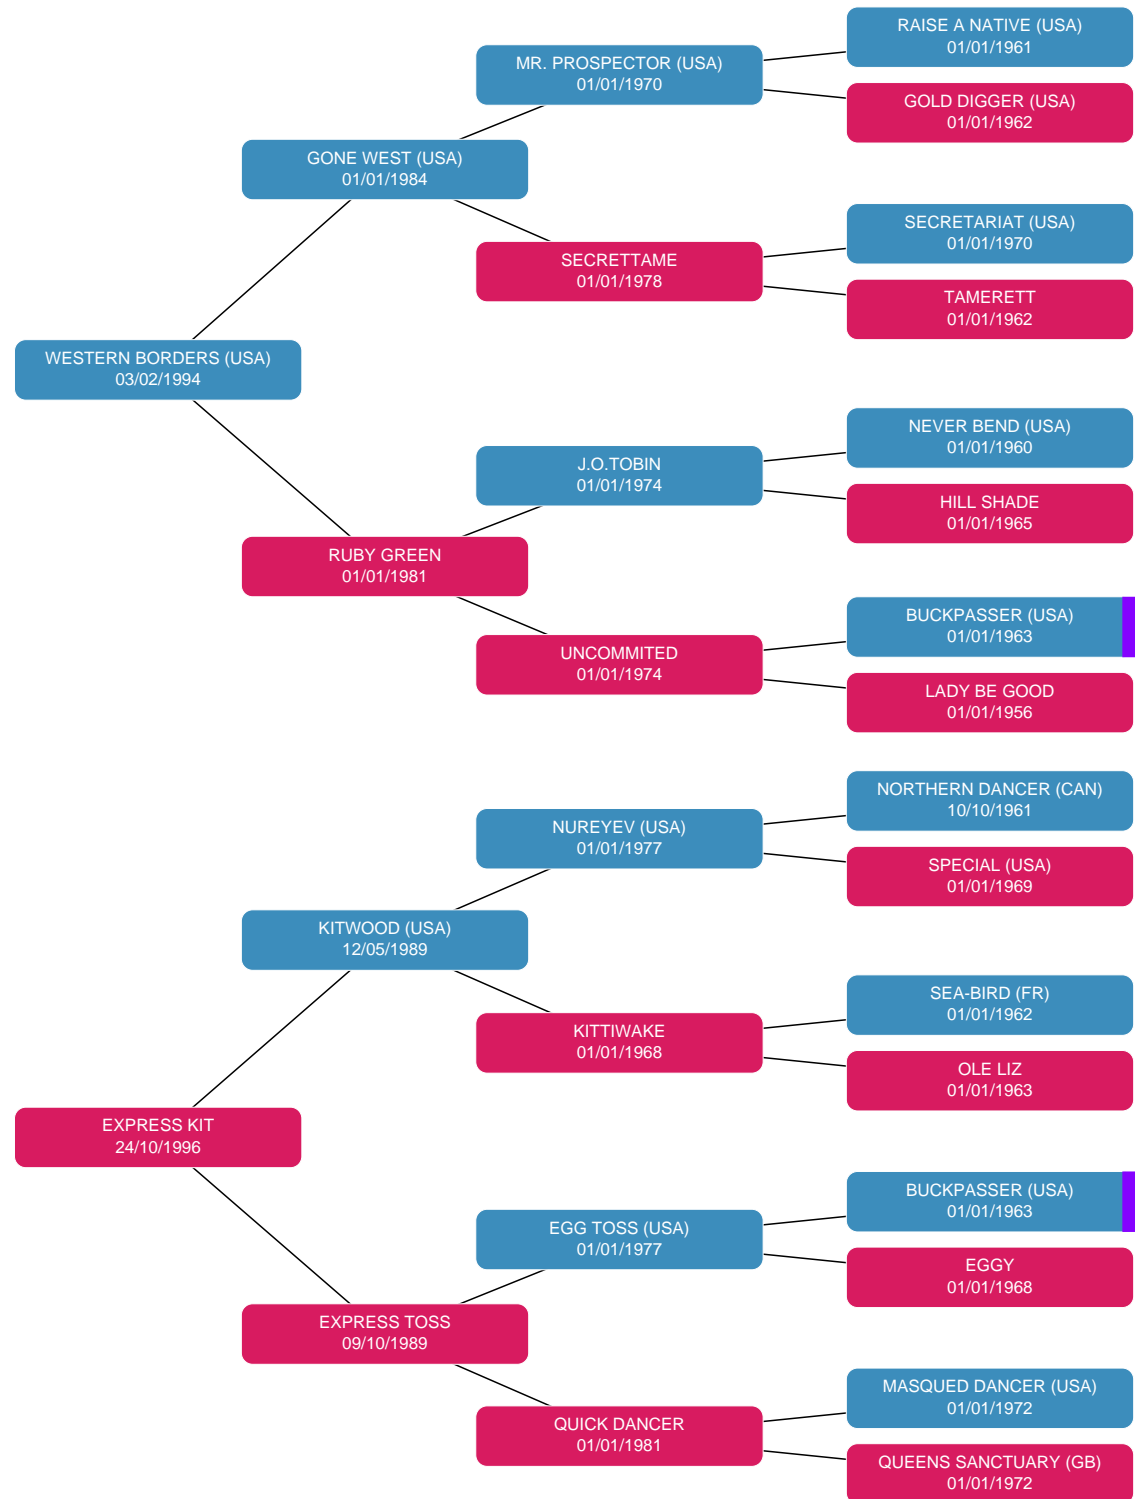 RAISE A NATIVE (USA)
01/01/1961
MR. PROSPECTOR (USA)
01/01/1970
GOLD DIGGER (USA)
01/01/1962
GONE WEST (USA)
01/01/1984
SECRETARIAT (USA)
01/01/1970
SECRETTAME
01/01/1978
TAMERETT
01/01/1962
WESTERN BORDERS (USA)
03/02/1994
NEVER BEND (USA)
01/01/1960
J.O.TOBIN
01/01/1974
HILL SHADE
01/01/1965
RUBY GREEN
01/01/1981
BUCKPASSER (USA)
01/01/1963
UNCOMMITED
01/01/1974
LADY BE GOOD
01/01/1956
NORTHERN DANCER (CAN)
10/10/1961
NUREYEV (USA)
01/01/1977
SPECIAL (USA)
01/01/1969
KITWOOD (USA)
12/05/1989
SEA-BIRD (FR)
01/01/1962
KITTIWAKE
01/01/1968
OLE LIZ
01/01/1963
EXPRESS KIT
24/10/1996
BUCKPASSER (USA)
01/01/1963
EGG TOSS (USA)
01/01/1977
EGGY
01/01/1968
EXPRESS TOSS
09/10/1989
MASQUED DANCER (USA)
01/01/1972
QUICK DANCER
01/01/1981
QUEENS SANCTUARY (GB)
01/01/1972